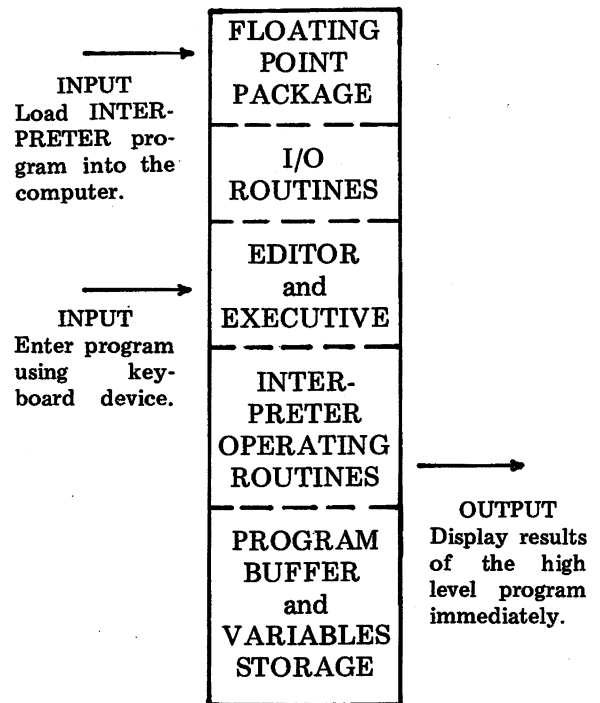 FLOATING
POINT
PACKAGE
INPUT
Load INTER-
PRETER pro-
gram into the
computer.
I/O
ROUTINES
EDITOR
and
EXECUTIVE
INPUT
Enter program
using key-
board device.
INTER-
PRETER
OPERATING
ROUTINES
OUTPUT
Display results
of the high
level program
immediately.
PROGRAM
BUFFER
and
VARIABLES
STORAGE